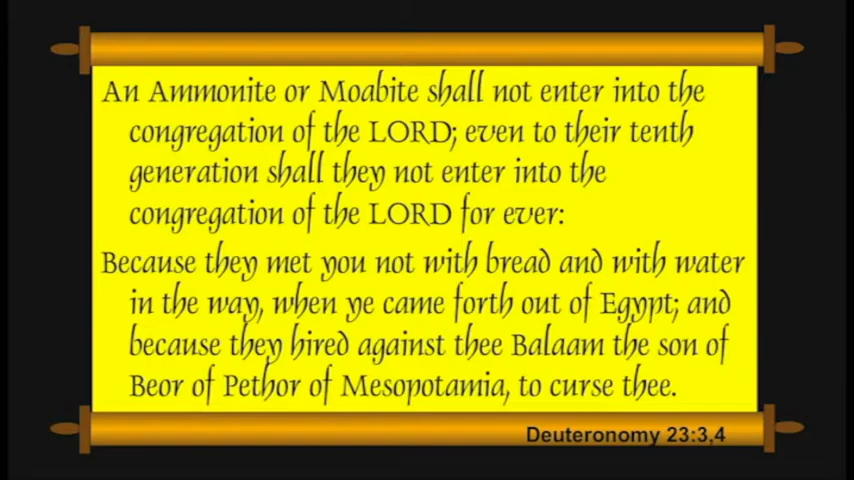 An Ammonite or Moabite shall not enter into the
congregation of the LORD; even to their tenth
generation shall they not enter into the
congregation of the LORD for ever:
Because they met you not with bread and with water
in the way, when ye came forth out of Egypt; and
because they hired against thee Balaam the son of
Beor of Pethor of Mesopotamia, to curse thee.
Deuteronomy 23:3,4